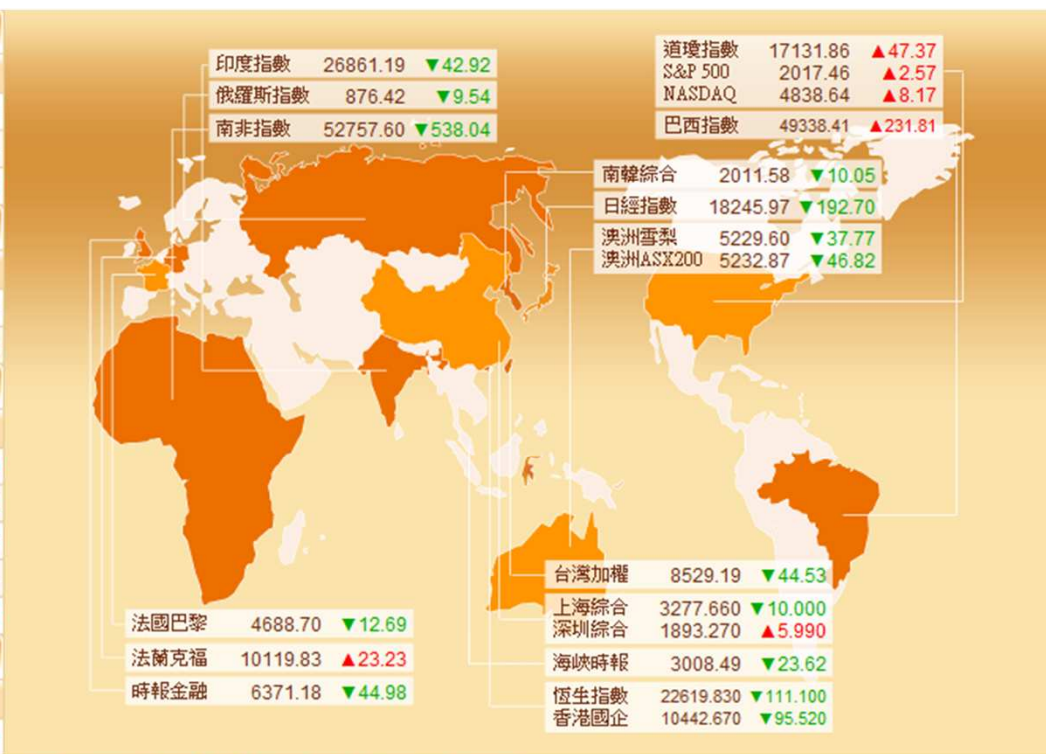 印度指數 26861.19 ▼42.92
俄羅斯指數 876.42 ▼9.54
南非指數 52757.60 ▼538.04
道瓊指數 17131.86 ▲47.37
S&P 500 2017.46 ▲2.57
NASDAQ 4838.64 ▲8.17
巴西指數 49338.41 ▲231.81
南韓綜合 2011.58 ▼10.05
日經指數 18245.97 ▼192.70
澳洲雪梨 5229.60 ▼37.77
澳洲ASX200 5232.87 ▼46.82
台灣加權 8529.19 ▼44.53
上海綜合 3277.660 ▼10.000
深圳綜合 1893.270 ▲5.990
海峽時報 3008.49 ▼23.62
恆生指數 22619.830 ▼111.100
香港國企 10442.670 ▼95.520
法國巴黎 4688.70 ▼12.69
法蘭克福 10119.83 ▲23.23
時報金融 6371.18 ▼44.98